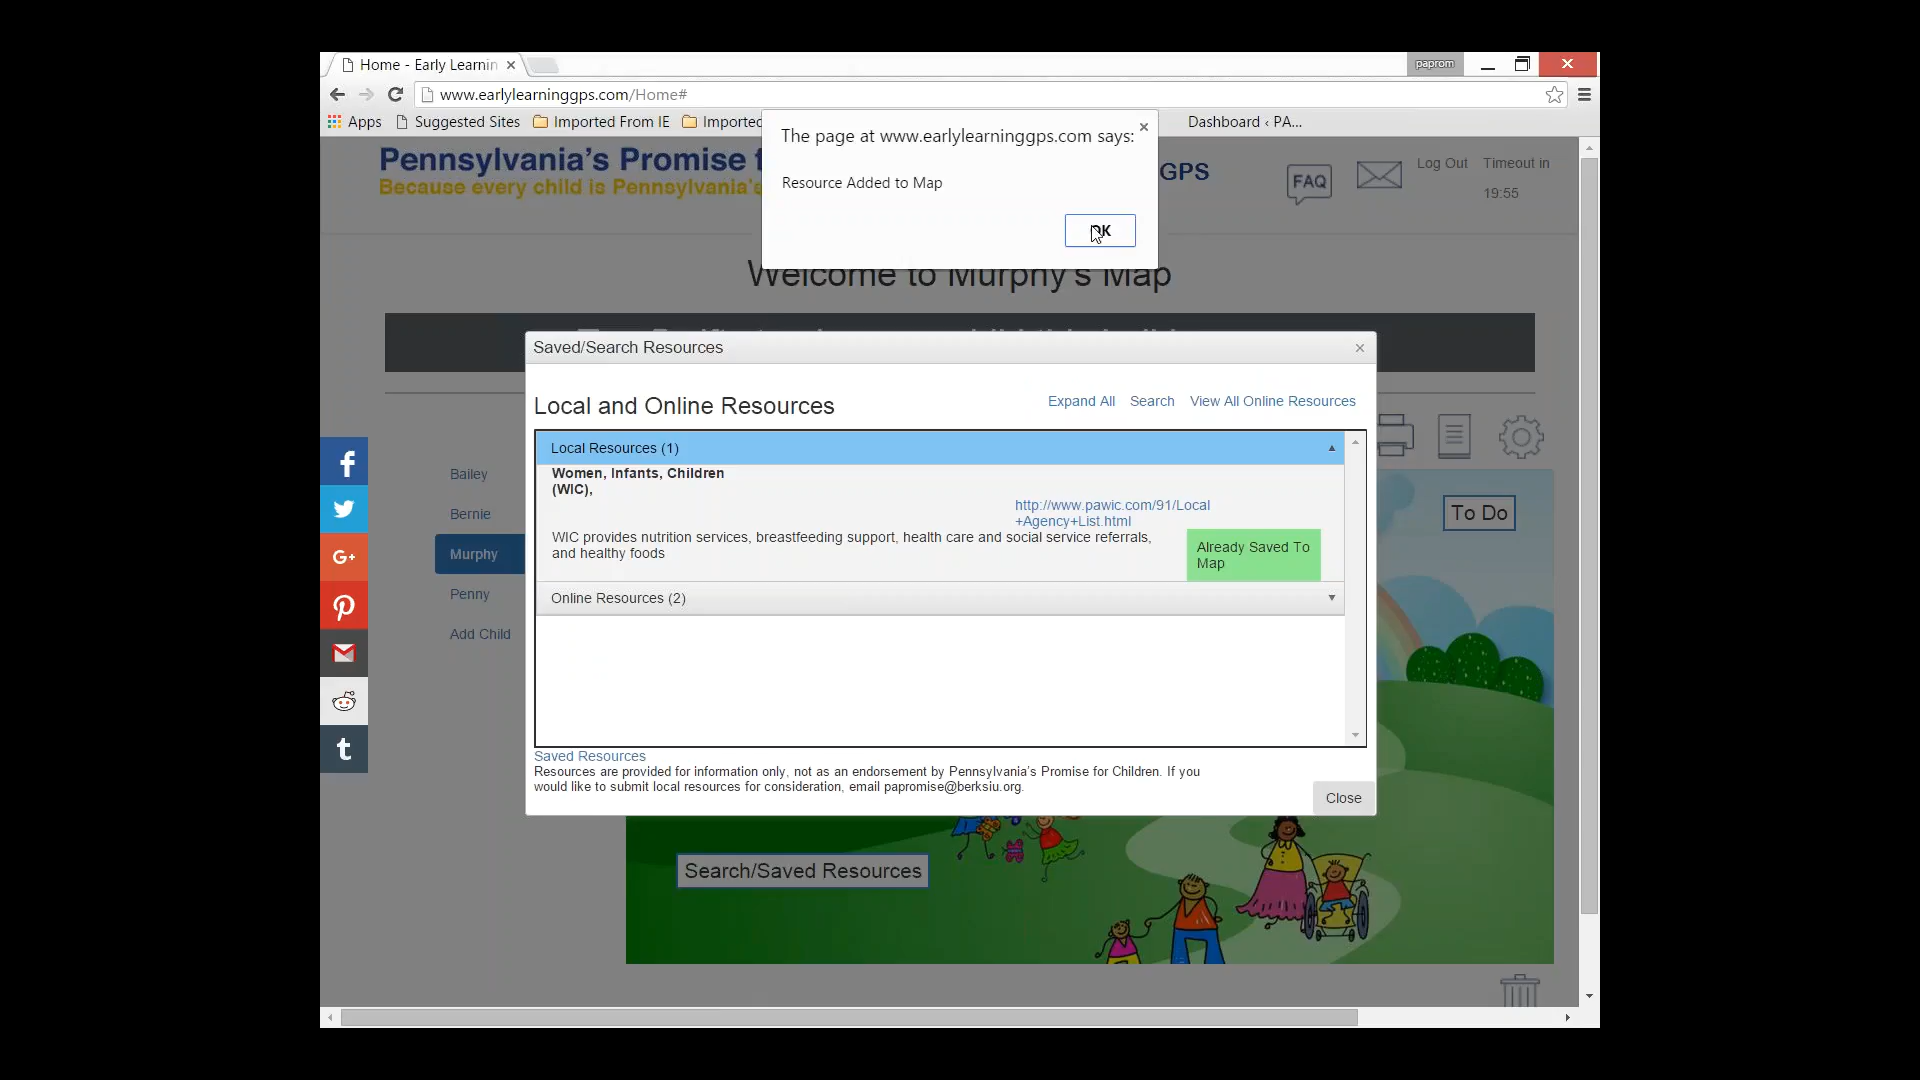 Home - Early Learnin
paprom
www.earlylearninggps.com/Home#
Apps Suggested Sites Imported From IE Imported Dashboard ‹ PA...
The page at www.earlylearninggps.com says:
Resource Added to Map
OK
Pennsylvania's Promise
Because every child is Pennsylvania's
GPS
FAQ
Log Out Timeout in
19:55
Welcome to Murphy's Map
Saved/Search Resources
Local and Online Resources
Expand All Search View All Online Resources
Local Resources (1)
Women, Infants, Children
(WIC),
http://www.pawic.com/91/Local
+Agency+List.html
WIC provides nutrition services, breastfeeding support, health care and social service referrals,
and healthy foods
Already Saved To
Map
Online Resources (2)
Saved Resources
Resources are provided for information only, not as an endorsement by Pennsylvania's Promise for Children. If you
would like to submit local resources for consideration, email papromise@berksiu.org.
Close
Bailey
Bernie
Murphy
Penny
Add Child
To Do
Search/Saved Resources